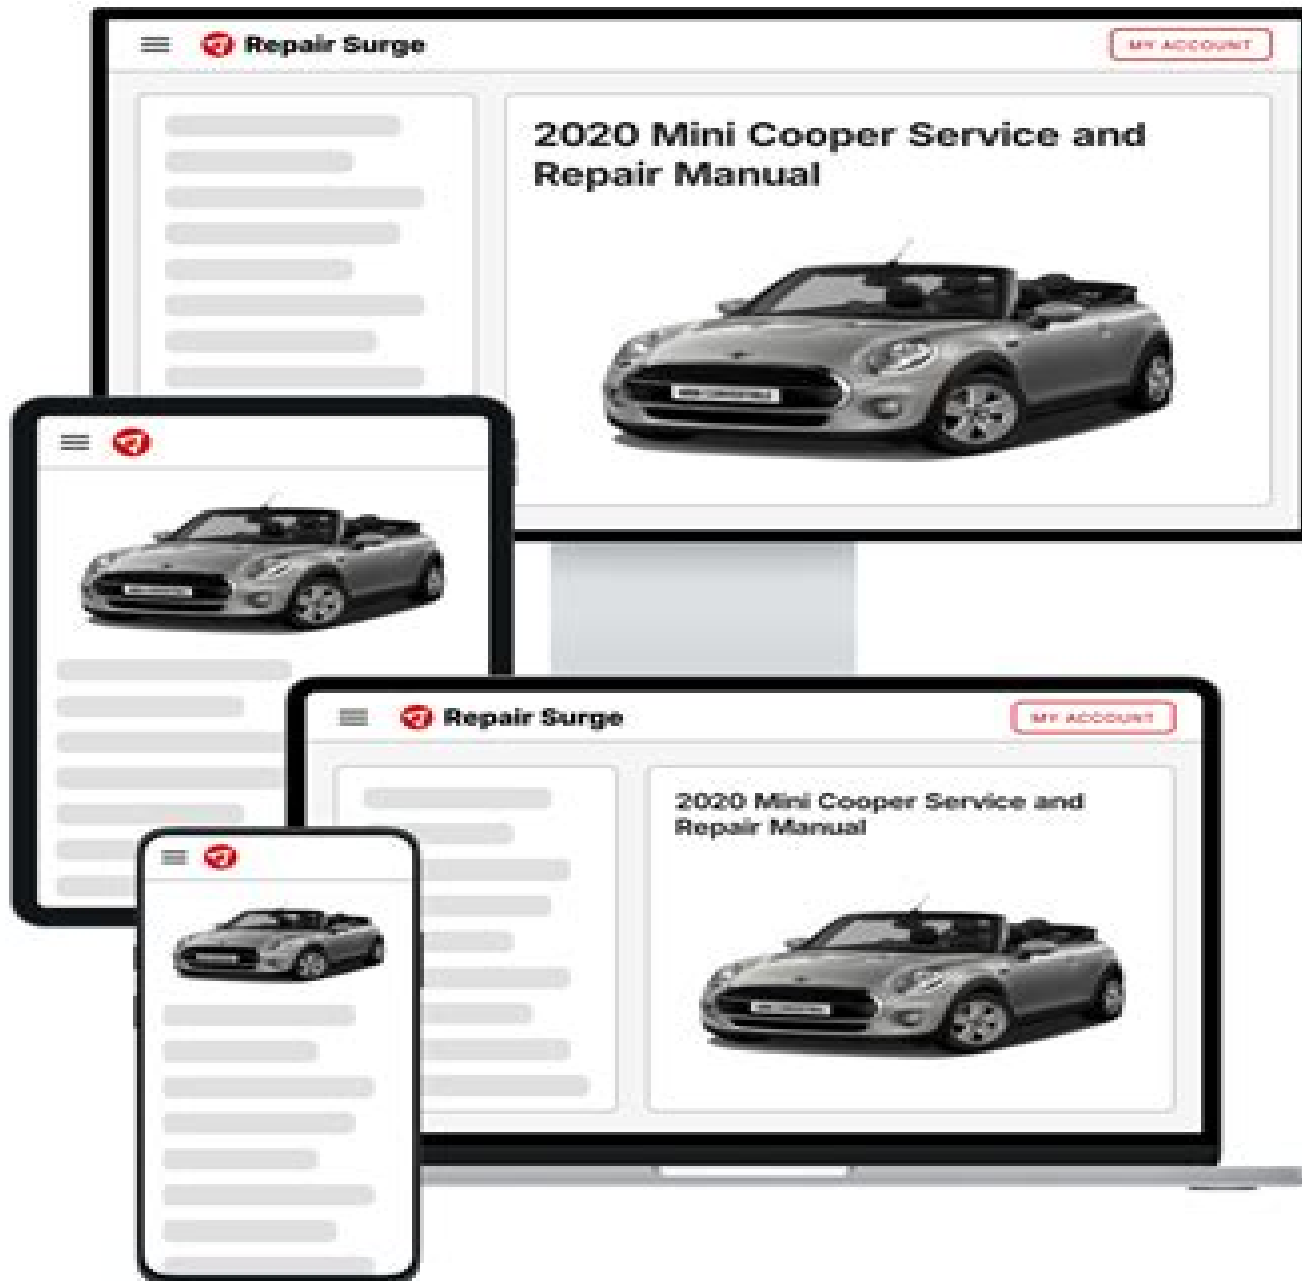 Repair Surge
MY ACCOUNT
2020 Mini Cooper Service and
Repair Manual
Repair Surge
MY ACCOUNT
2020 Mini Cooper Service and
Repair Manual